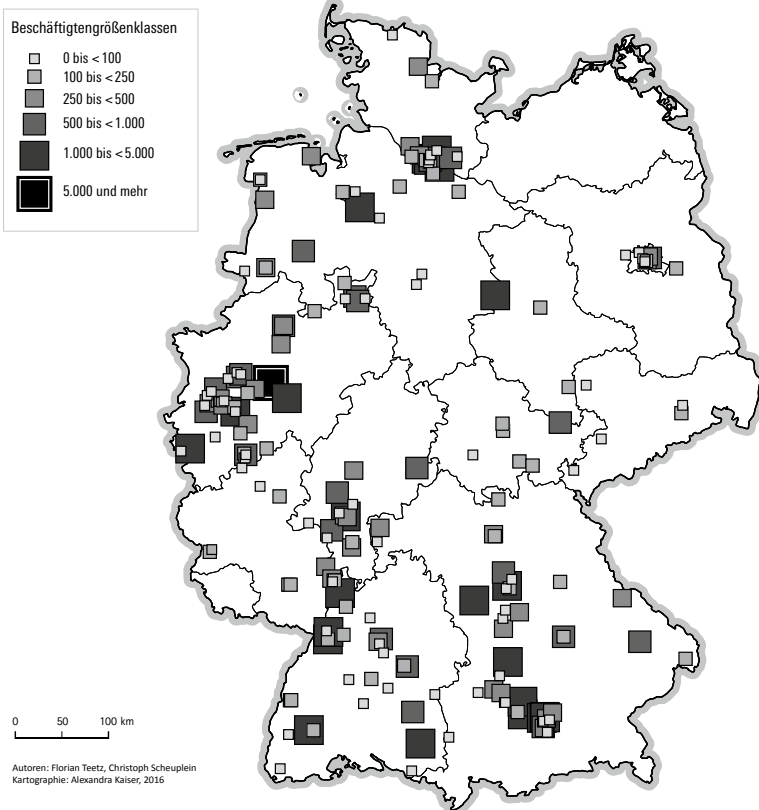 Beschäftigtengrößenklassen
0 bis < 100
100 bis < 250
250 bis < 500
500 bis < 1.000
1.000 bis < 5.000
5.000 und mehr
0 50 100 km
Autoren: Florian Teetz, Christoph Scheuplein
Kartographie: Alexandra Kaiser, 2016